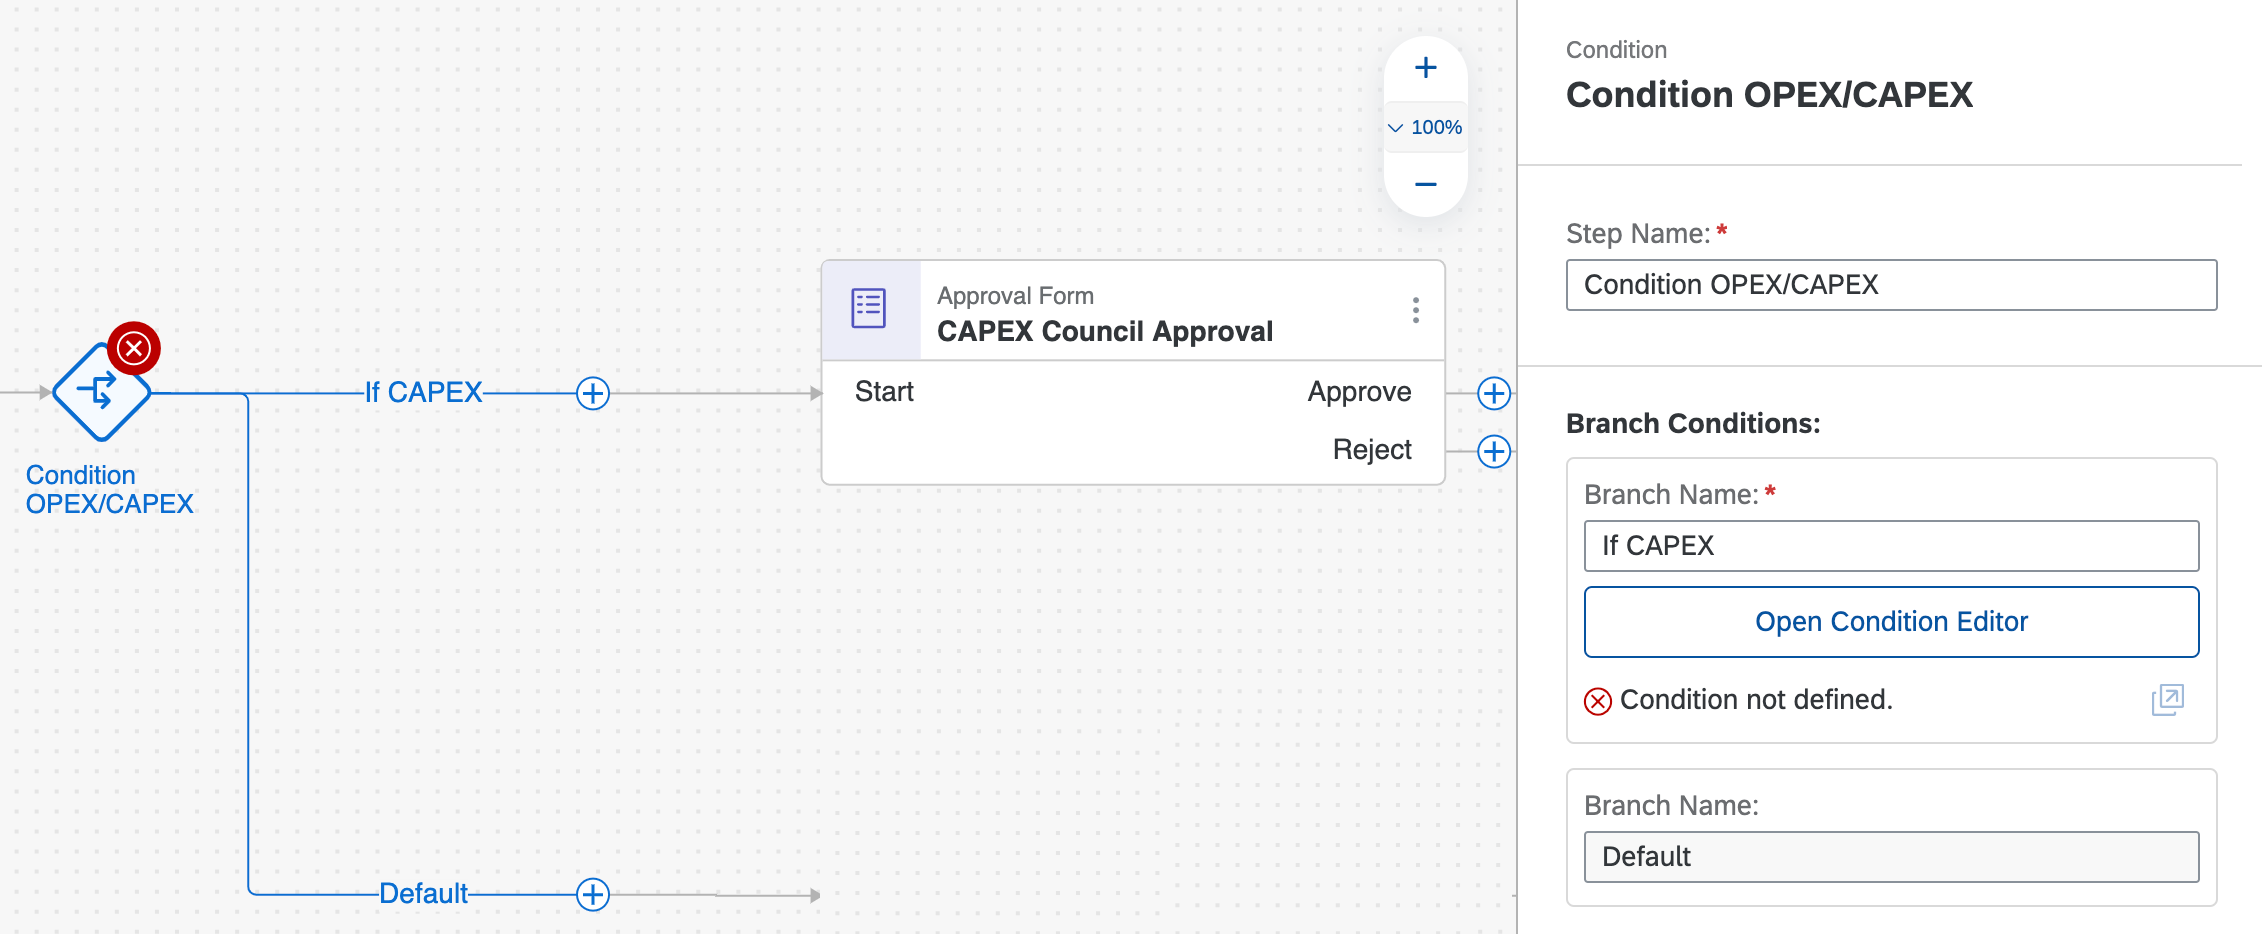 Condition
OPEX/CAPEX
If CAPEX
Default
Approval Form
CAPEX Council Approval
Start
Approve
Reject
100%
Condition
Condition OPEX/CAPEX
Step Name: *
Condition OPEX/CAPEX
Branch Conditions:
Branch Name: *
If CAPEX
Open Condition Editor
Condition not defined.
Branch Name:
Default